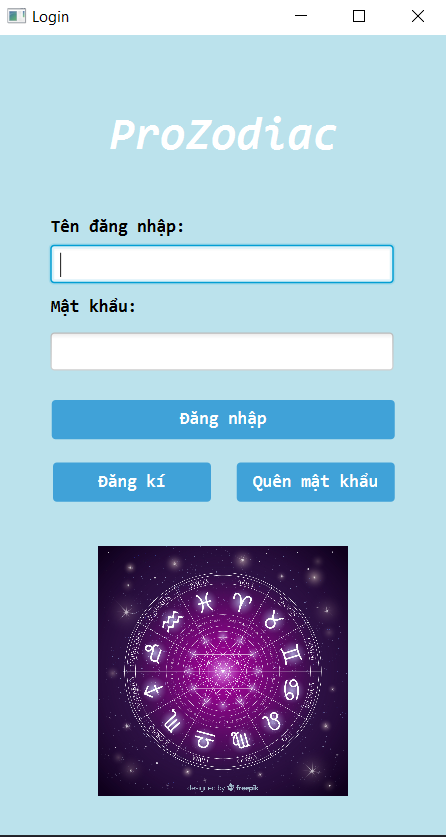 Login
ProZodiac
Tên đăng nhập:
Mật khẩu:
Đăng nhập
Đăng kí
Quên mật khẩu
designed by freepik